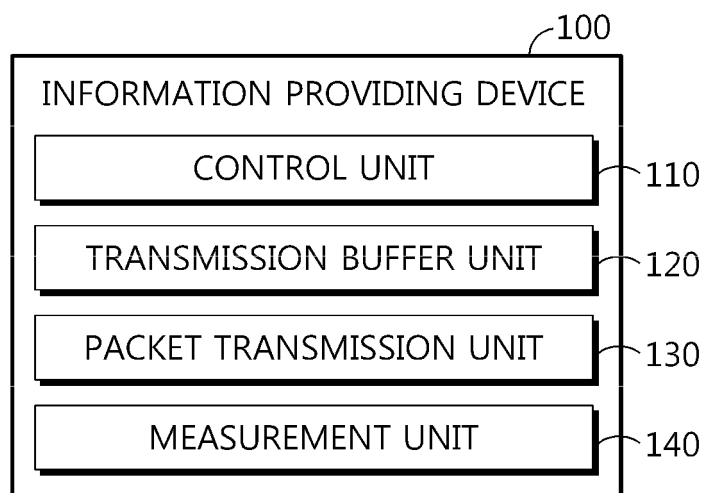 100
INFORMATION PROVIDING DEVICE
CONTROL UNIT
110
TRANSMISSION BUFFER UNIT
120
PACKET TRANSMISSION UNIT
130
MEASUREMENT UNIT
140